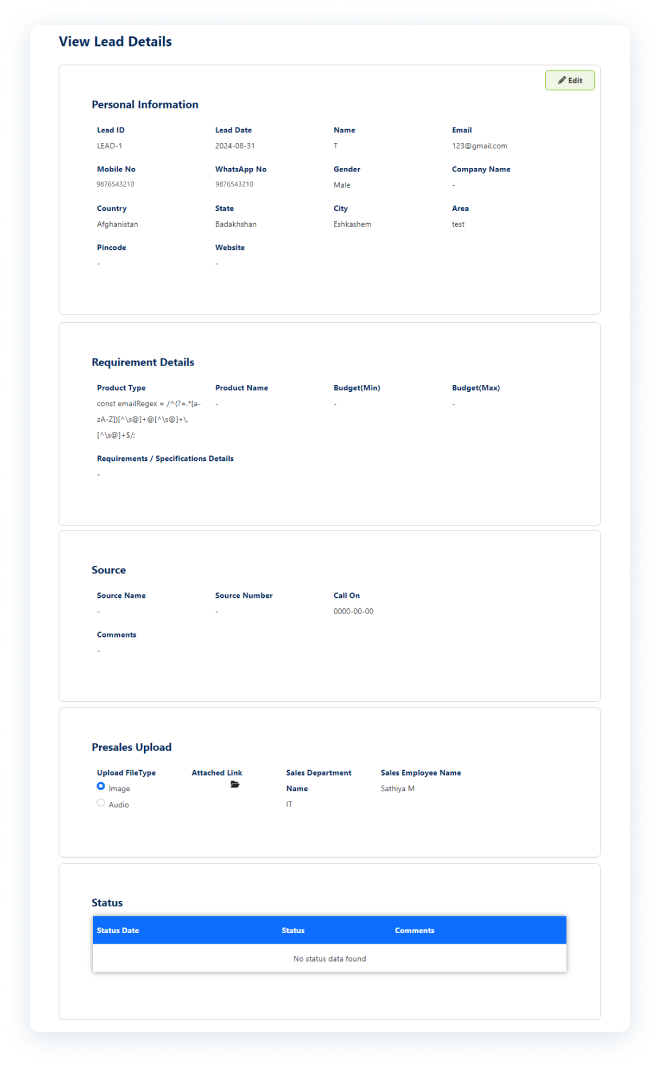 View Lead Details
Edit
Personal Information
Lead ID Lead Date Name Email
LEAD-1 2024-08-31 T 123@gmail.com
Mobile No WhatsApp No Gender Company Name
9876543210 9876543210 Male -
Country State City Area
Afghanistan Badakhshan Eshkashem test
Pincode Website
- -
Requirement Details
Product Type Product Name Budget(Min) Budget(Max)
const emailRegex = /^(?=.*[a- - - -
zA-Z])[^\s@]+@[^\s@]+\.
[^\s@]+$/;
Requirements / Specifications Details
-
Source
Source Name Source Number Call On
- - 0000-00-00
Comments
-
Presales Upload
Upload FileType Attached Link Sales Department Sales Employee Name
Image Name Sathiya M
Audio IT
Status
Status Date Status Comments
No status data found